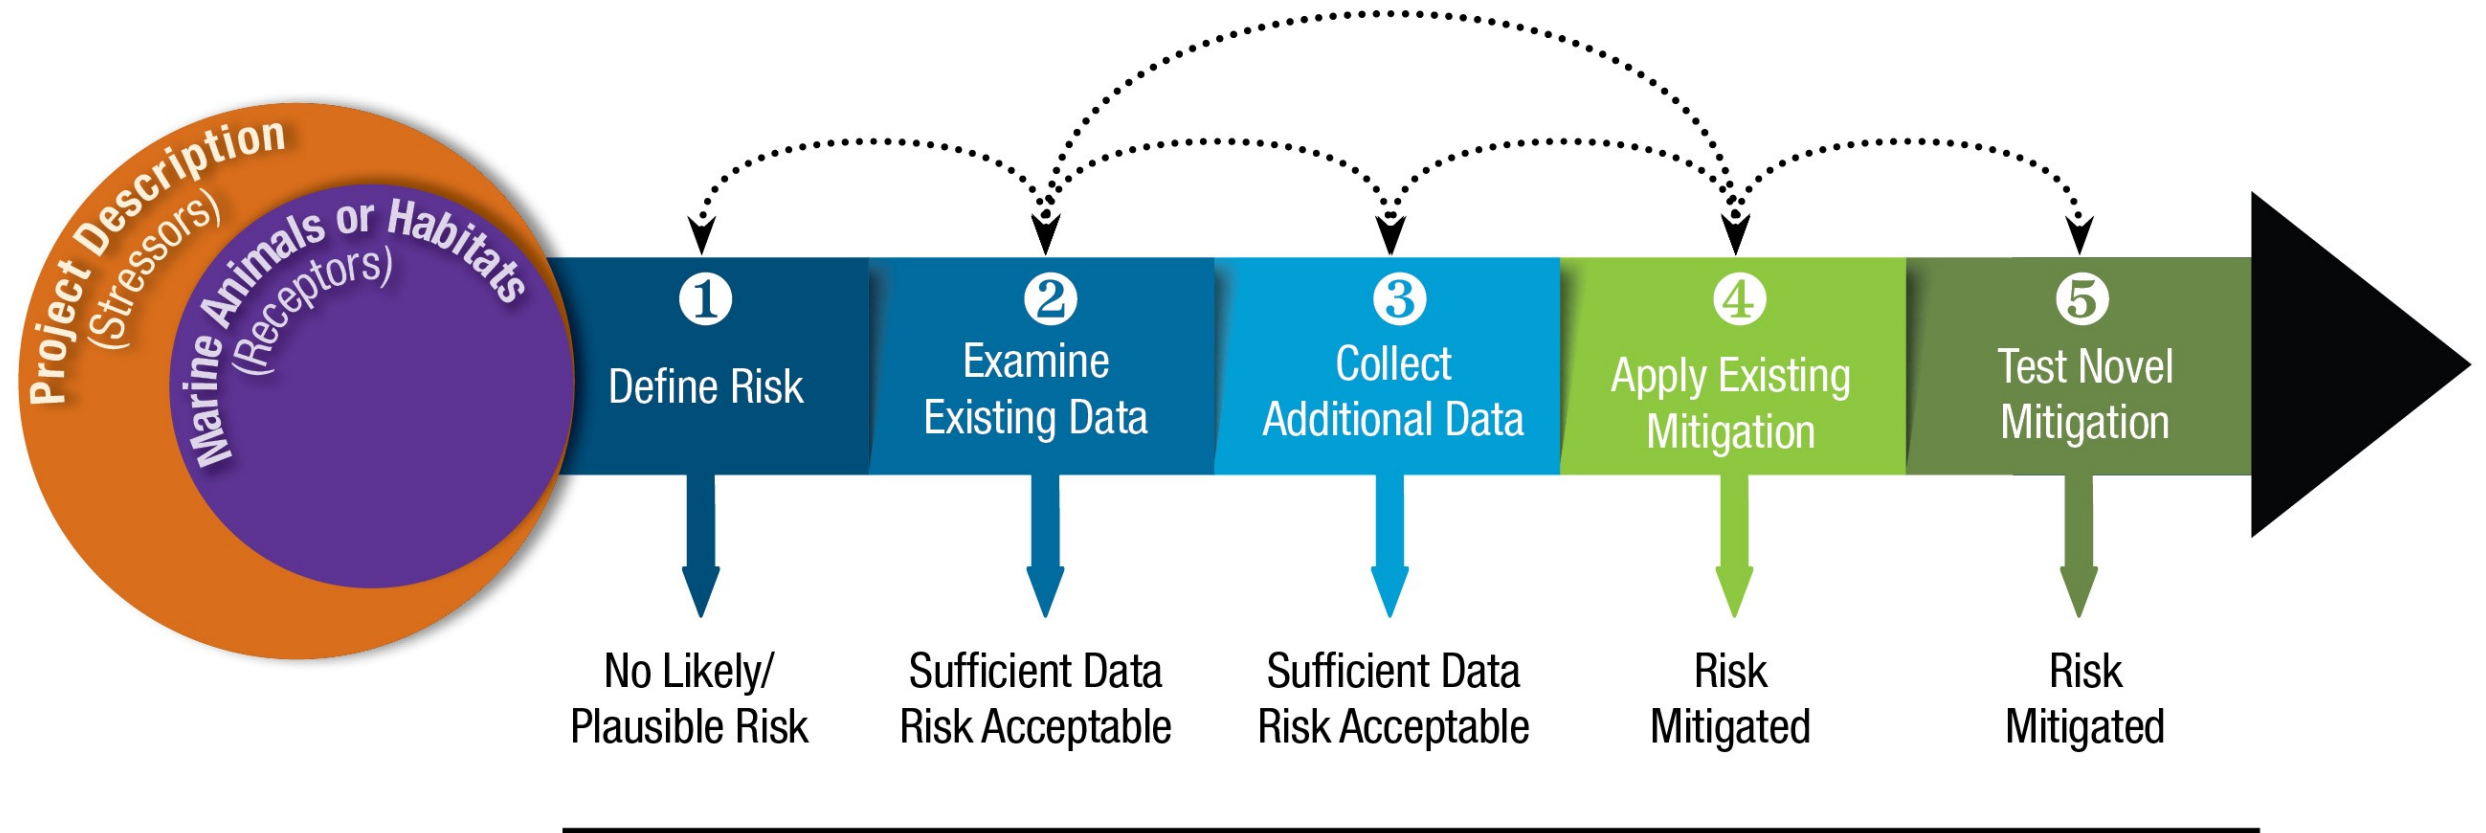 Project Description
(Stressors)
Marine Animals or Habitats
(Receptors)
1
Define Risk
2
Examine
Existing Data
3
Collect
Additional Data
4
Apply Existing
Mitigation
5
Test Novel
Mitigation
No Likely/
Plausible Risk
Sufficient Data
Risk Acceptable
Sufficient Data
Risk Acceptable
Risk
Mitigated
Risk
Mitigated